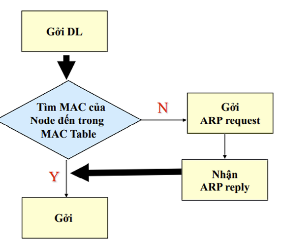 Gởi DL
Tìm MAC của
Node đến trong
MAC Table
N
Gởi
ARP request
Nhận
ARP reply
Y
Gởi